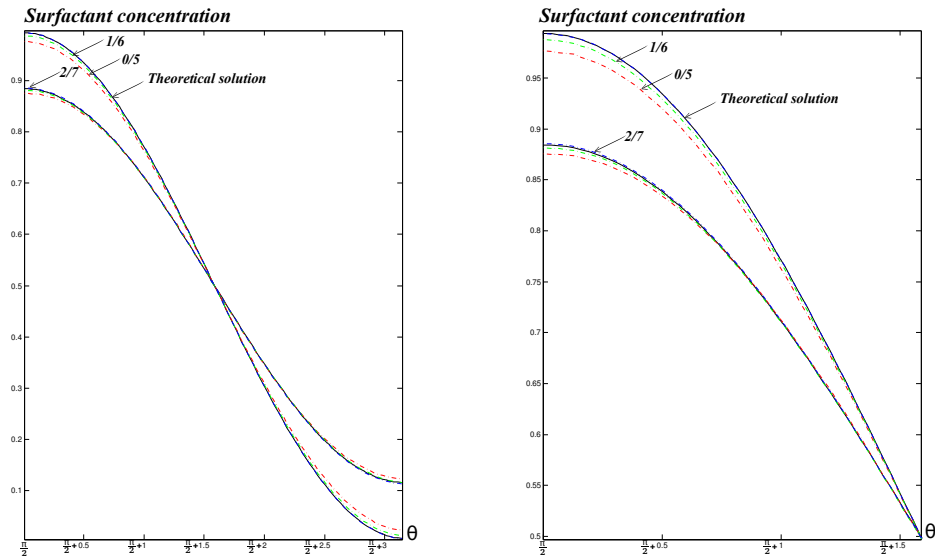 Surfactant concentration
1/6
0/5
2/7
Theoretical solution
0.9
0.8
0.7
0.6
0.5
0.4
0.3
0.2
0.1
π/2
π/2+0.5
π/2+1
π/2+1.5
π/2+2
π/2+2.5
π/2+3
θ
Surfactant concentration
1/6
0/5
Theoretical solution
2/7
0.95
0.9
0.85
0.8
0.75
0.7
0.65
0.6
0.55
0.5
π/2
π/2+0.5
π/2+1
π/2+1.5
θ